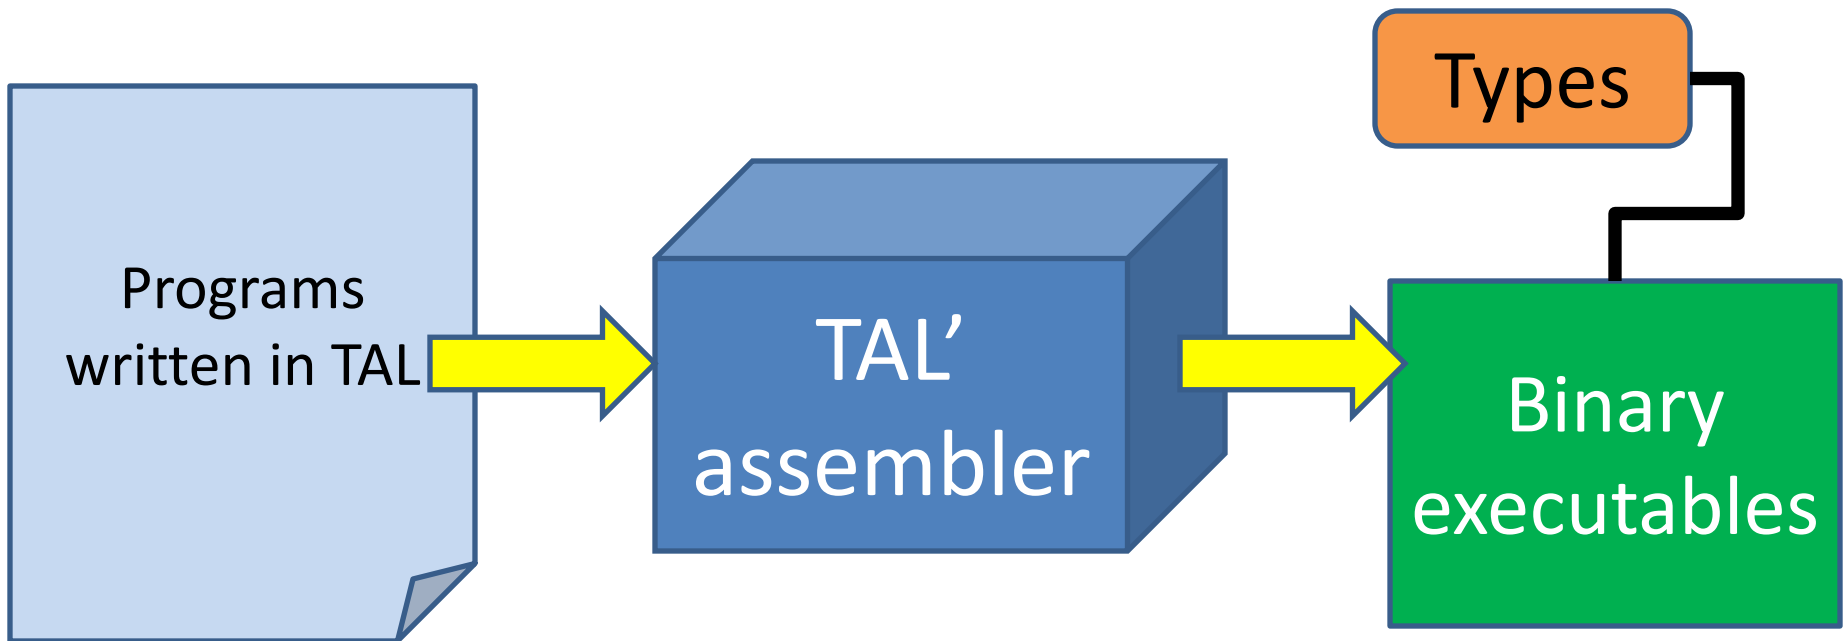 Programs
written in TAL
TAL’
assembler
Types
Binary
executables